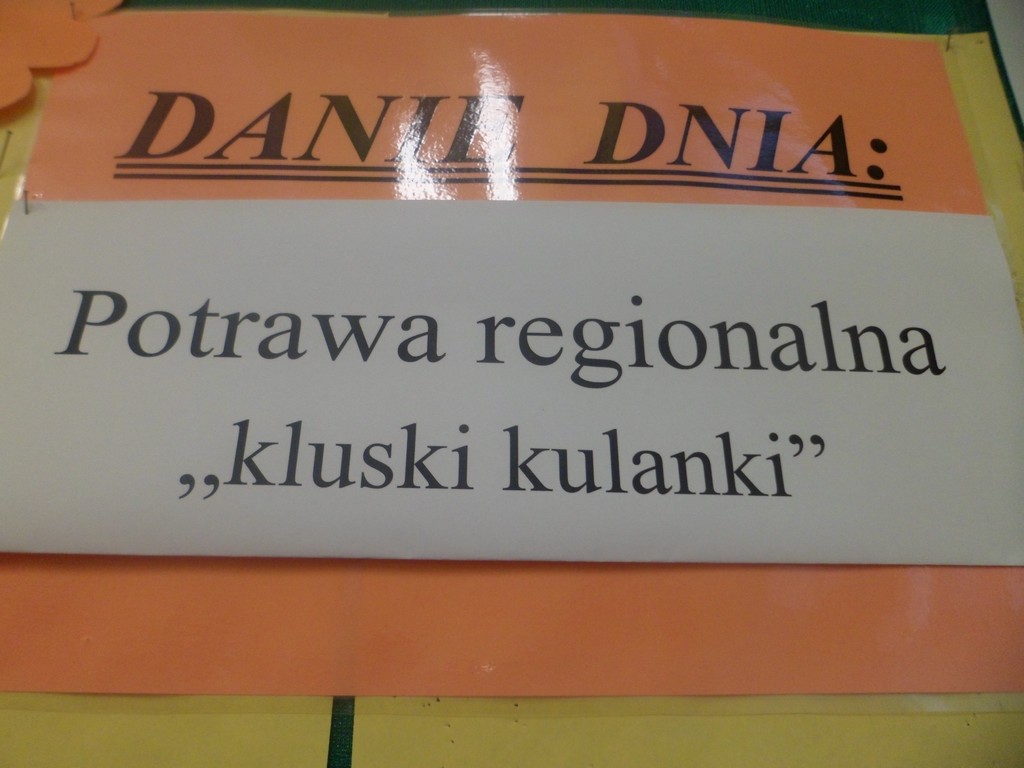 DANIE DNIA:
Potrawa regionalna
„kluski kulanki”